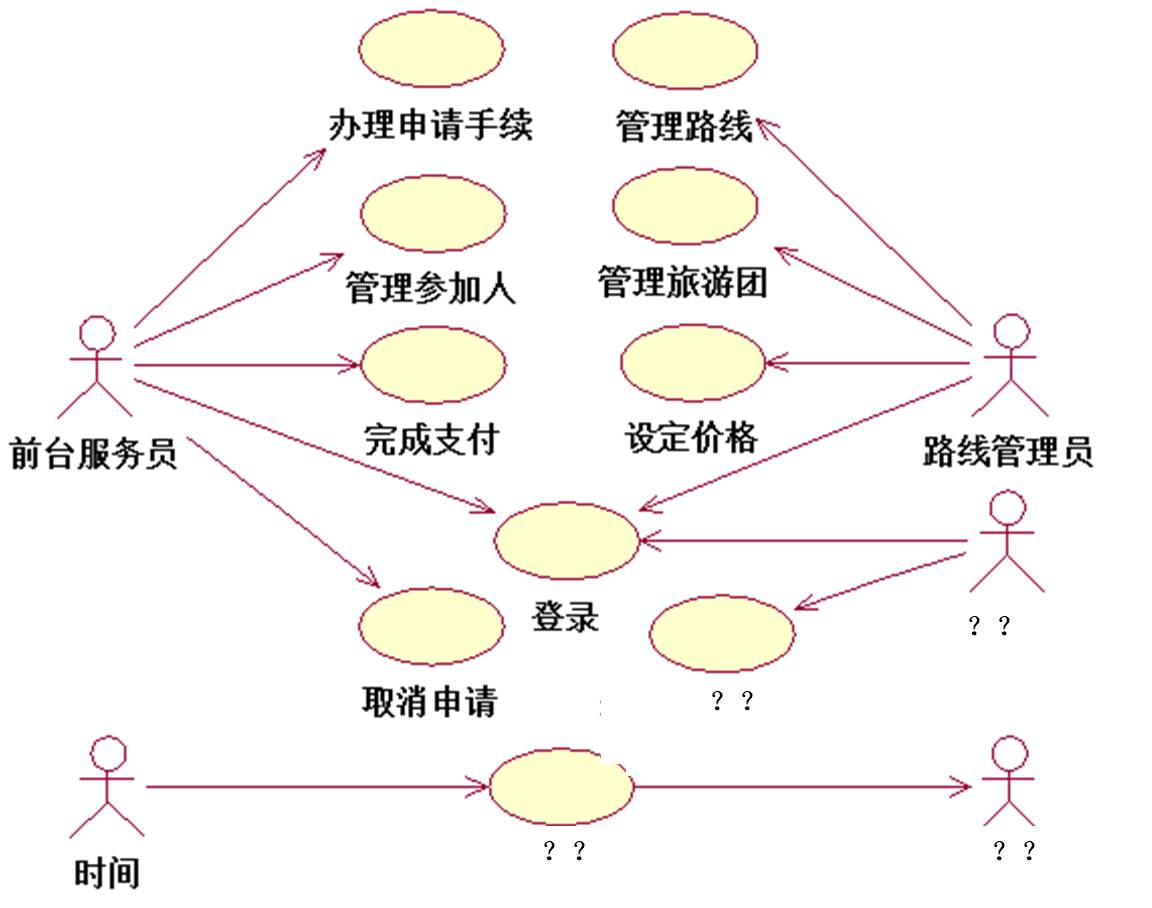 办理申请手续
管理路线
管理参加人
管理旅游团
前台服务员
完成支付
设定价格
路线管理员
登录
？？
取消申请
？？
时间
？？
？？